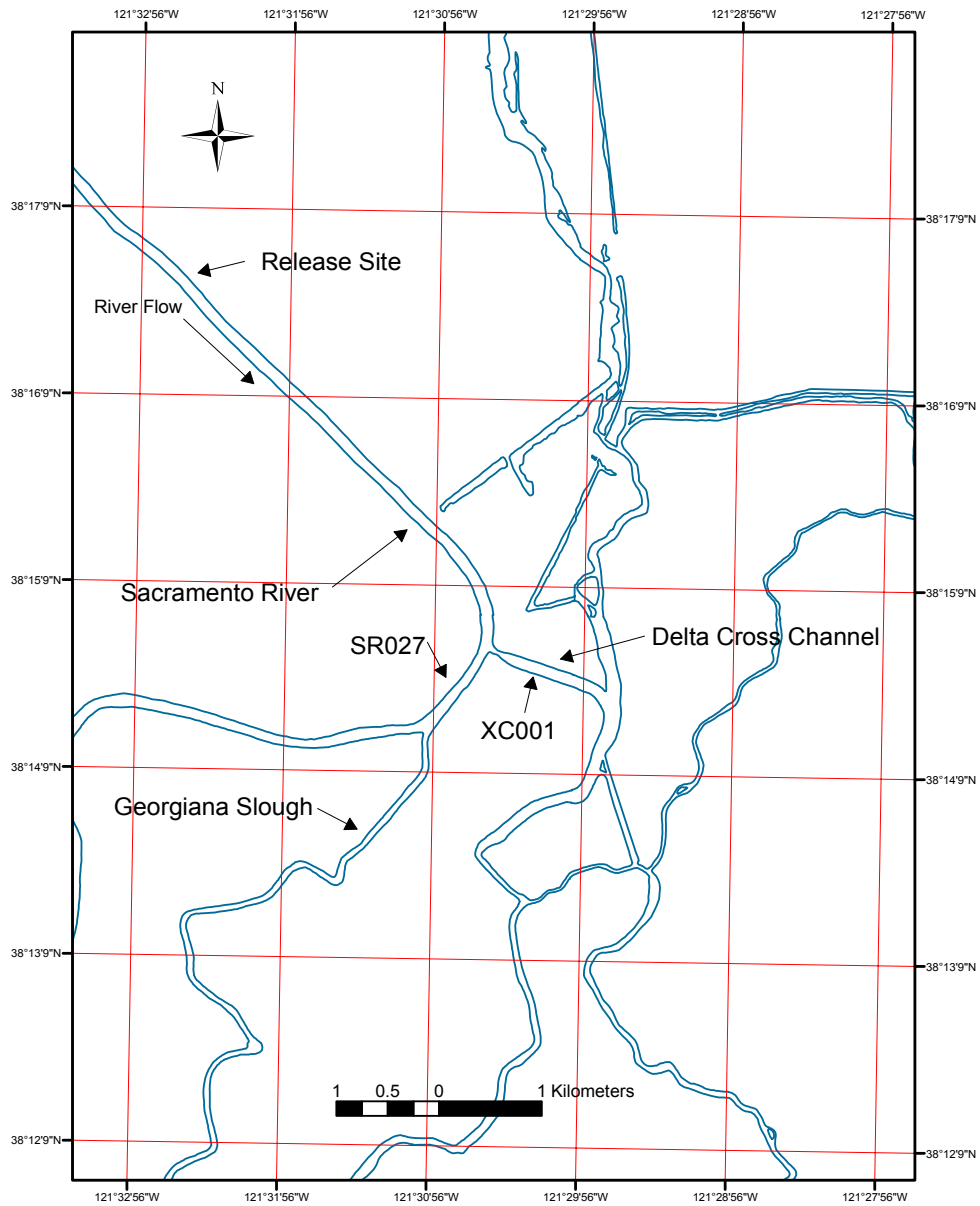 121°32'56"W 121°31'56"W 121°30'56"W 121°29'56"W 121°28'56"W 121°27'56"W
N
38°17'9"N 38°17'9"N
Release Site
River Flow
38°16'9"N 38°16'9"N
38°15'9"N 38°15'9"N
Sacramento River
SR027 Delta Cross Channel
XC001
38°14'9"N 38°14'9"N
Georgiana Slough
38°13'9"N 38°13'9"N
1 0.5 0 1 Kilometers
38°12'9"N 38°12'9"N
121°32'56"W 121°31'56"W 121°30'56"W 121°29'56"W 121°28'56"W 121°27'56"W